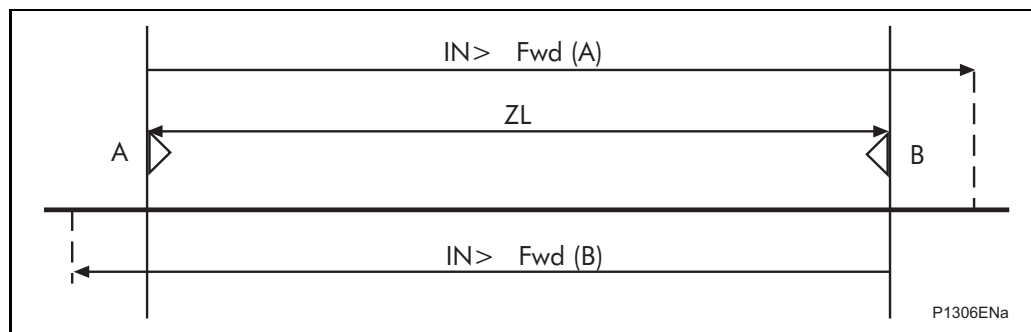 IN> Fwd (A)
ZL
A B
IN> Fwd (B)
P1306ENa